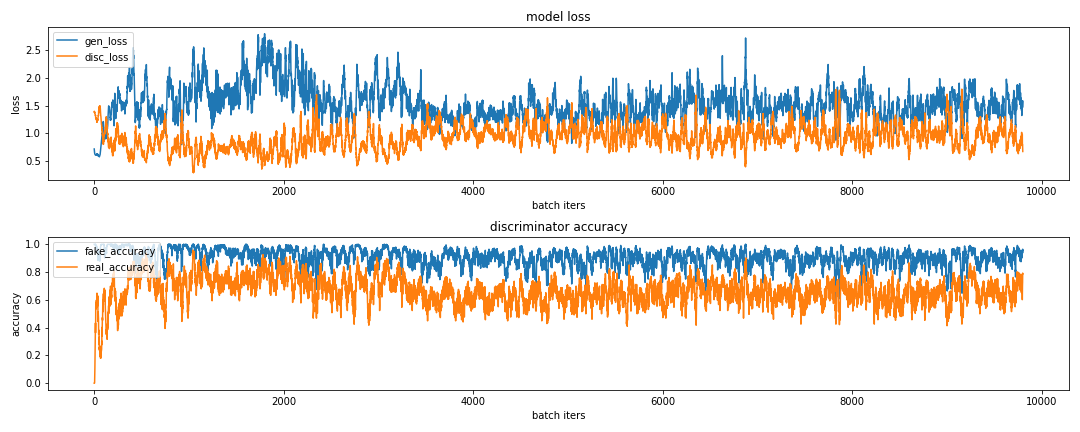 model loss
gen_loss
disc_loss
loss
2.5
2.0
1.5
1.0
0.5
0 2000 4000 6000 8000 10000
batch iters
discriminator accuracy
fake_accuracy
real_accuracy
accuracy
1.0
0.8
0.6
0.4
0.2
0.0
0 2000 4000 6000 8000 10000
batch iters